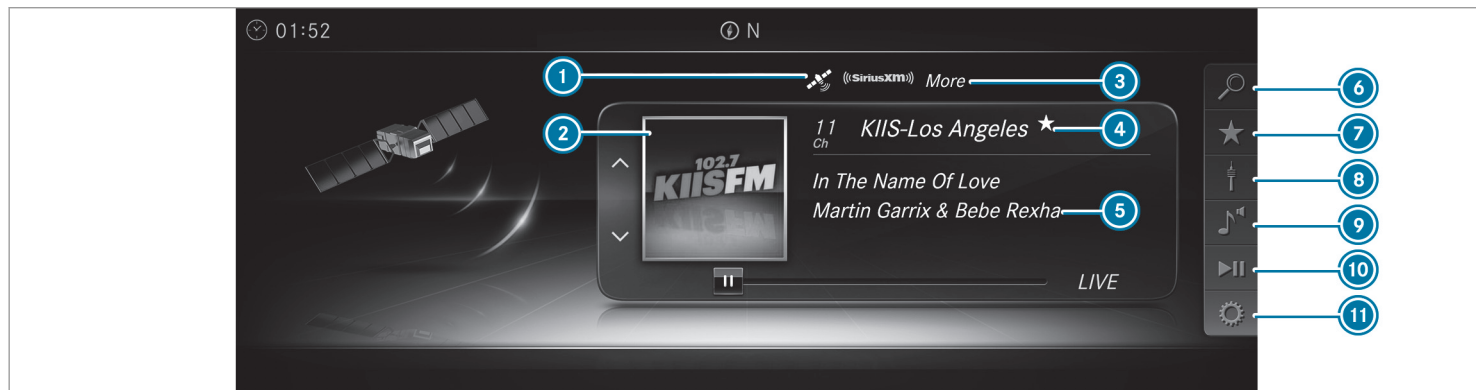 01:52
N
1
((SiriusXM))
More
3
6
2
11
Ch
KIIS-Los Angeles ★
4
7
102.7
KIISFM
In The Name Of Love
8
Martin Garrix & Bebe Rexha
5
9
10
LIVE
11